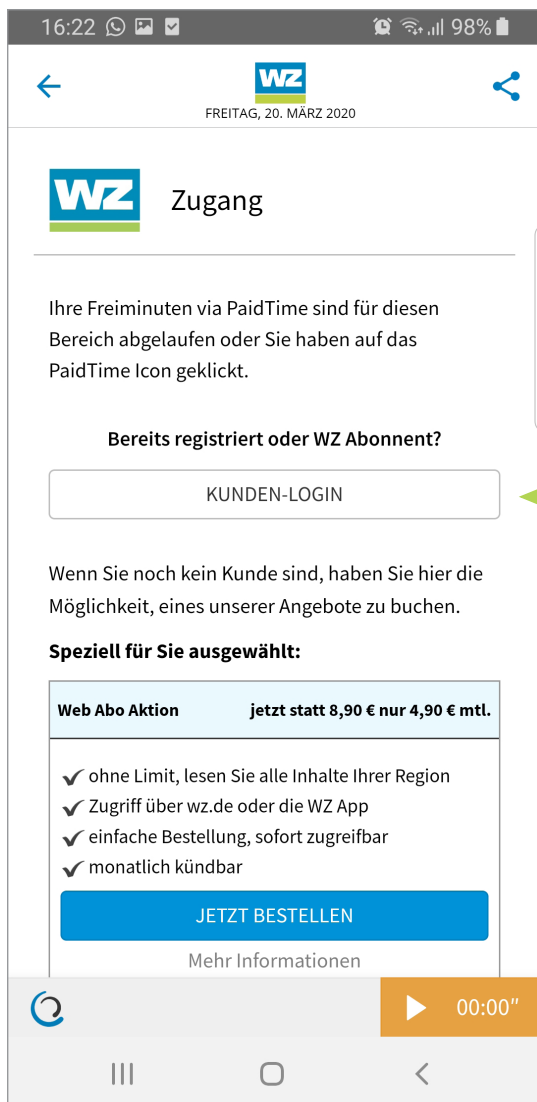 16:22
98%
WZ
FREITAG, 20. MÄRZ 2020
WZ
Zugang
Ihre Freiminuten via PaidTime sind für diesen
Bereich abgelaufen oder Sie haben auf das
PaidTime Icon geklickt.
Bereits registriert oder WZ Abonnent?
KUNDEN-LOGIN
Wenn Sie noch kein Kunde sind, haben Sie hier die
Möglichkeit, eines unserer Angebote zu buchen.
Speziell für Sie ausgewählt:
Web Abo Aktion jetzt statt 8,90 € nur 4,90 € mtl.
ohne Limit, lesen Sie alle Inhalte Ihrer Region
Zugriff über wz.de oder die WZ App
einfache Bestellung, sofort zugreifbar
monatlich kündbar
JETZT BESTELLEN
Mehr Informationen
00:00″